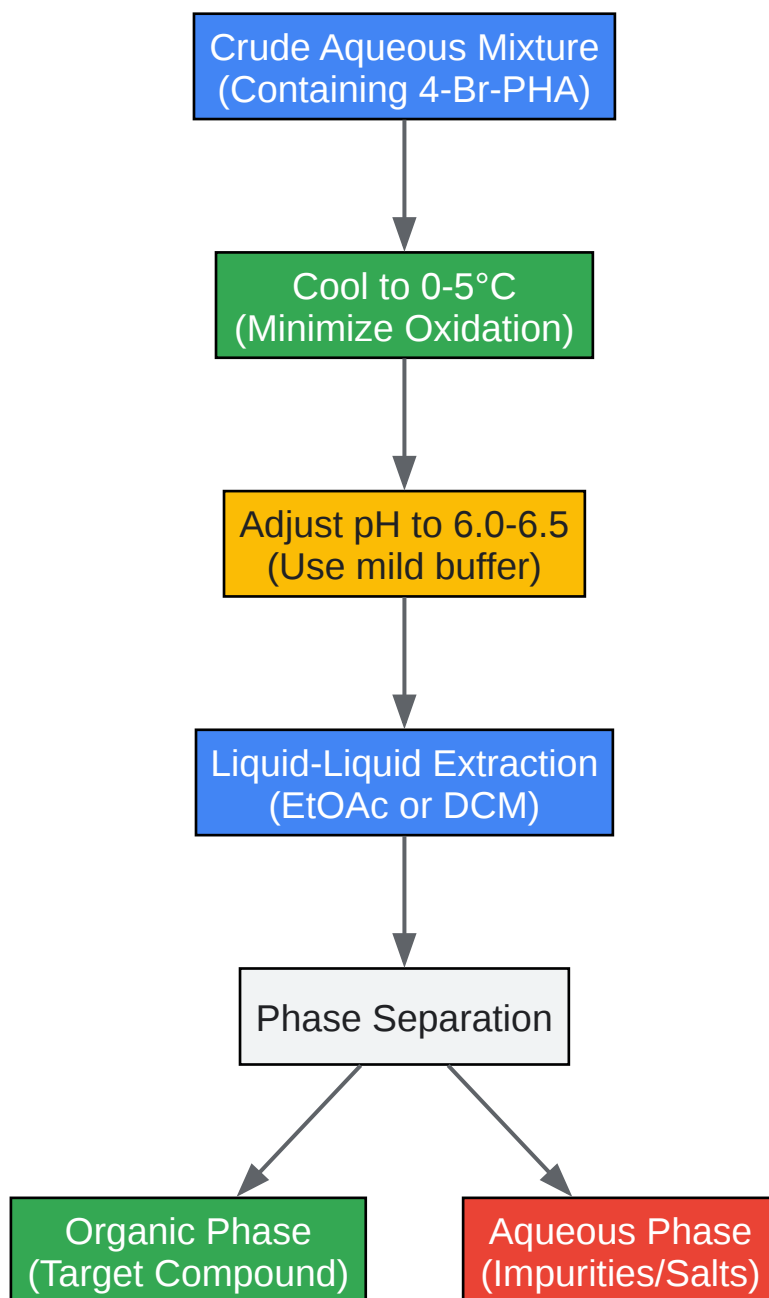 Crude Aqueous Mixture
(Containing 4-Br-PHA)
Cool to 0-5°C
(Minimize Oxidation)
Adjust pH to 6.0-6.5
(Use mild buffer)
Liquid-Liquid Extraction
(EtOAc or DCM)
Phase Separation
Organic Phase
(Target Compound)
Aqueous Phase
(Impurities/Salts)